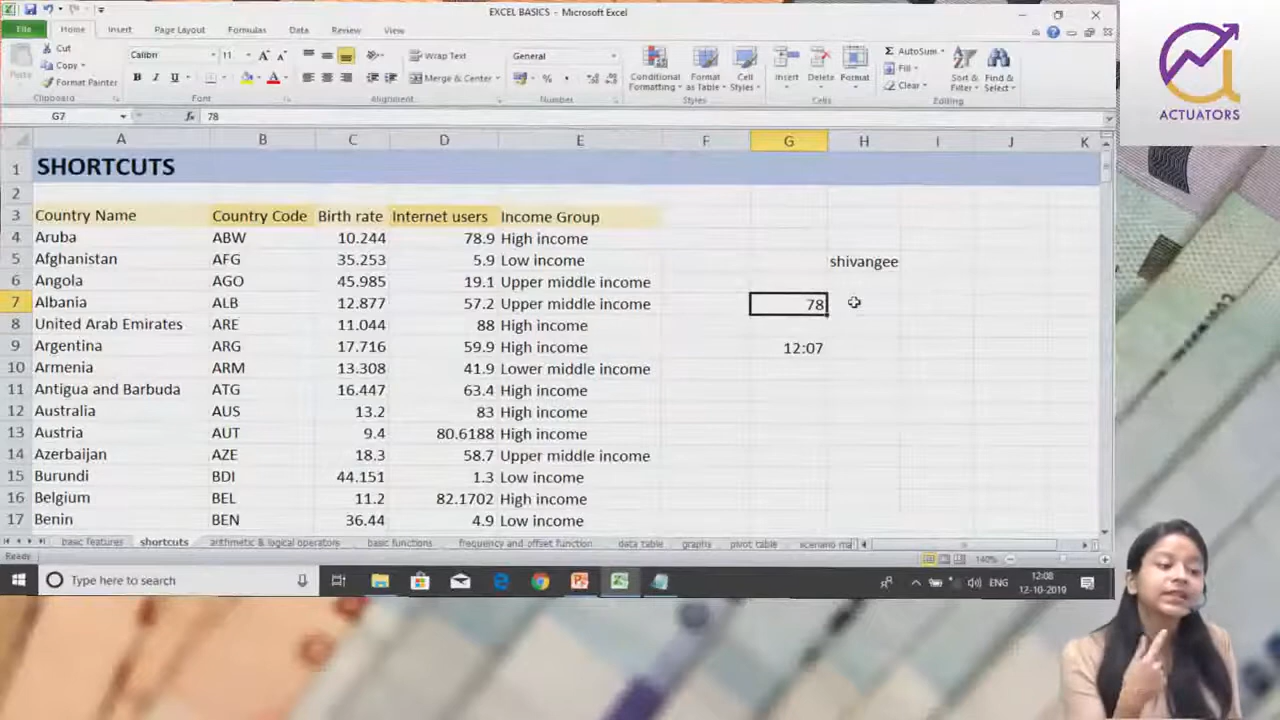 EXCEL BASICS - Microsoft Excel
File Home Insert Page Layout Formulas Data Review View
Cut
Copy
Format Painter
Paste
Clipboard
Calibri 11
B I U A
Font
Wrap Text
Merge & Center
Alignment
General
%
Number
Conditional Formatting
Format as Table
Cell Styles
Styles
Insert Delete Format
Cells
Σ AutoSum
Fill
Clear
Sort & Filter
Find & Select
Editing
ACTUATORS
G7 fx 78
A B C D E F G H I J K
1 SHORTCUTS
2
3 Country Name Country Code Birth rate Internet users Income Group
4 Aruba ABW 10.244 78.9 High income
5 Afghanistan AFG 35.253 5.9 Low income shivangee
6 Angola AGO 45.985 19.1 Upper middle income
7 Albania ALB 12.877 57.2 Upper middle income 78
8 United Arab Emirates ARE 11.044 88 High income
9 Argentina ARG 17.716 59.9 High income 12:07
10 Armenia ARM 13.308 41.9 Lower middle income
11 Antigua and Barbuda ATG 16.447 63.4 High income
12 Australia AUS 13.2 83 High income
13 Austria AUT 9.4 80.6188 High income
14 Azerbaijan AZE 18.3 58.7 Upper middle income
15 Burundi BDI 44.151 1.3 Low income
16 Belgium BEL 11.2 82.1702 High income
17 Benin BEN 36.44 4.9 Low income
basic features shortcuts arithmetic & logical operators basic functions frequency and offset function data table graphs pivot table scenario ma
Ready 140%
Type here to search ENG 12:08
12-10-2019